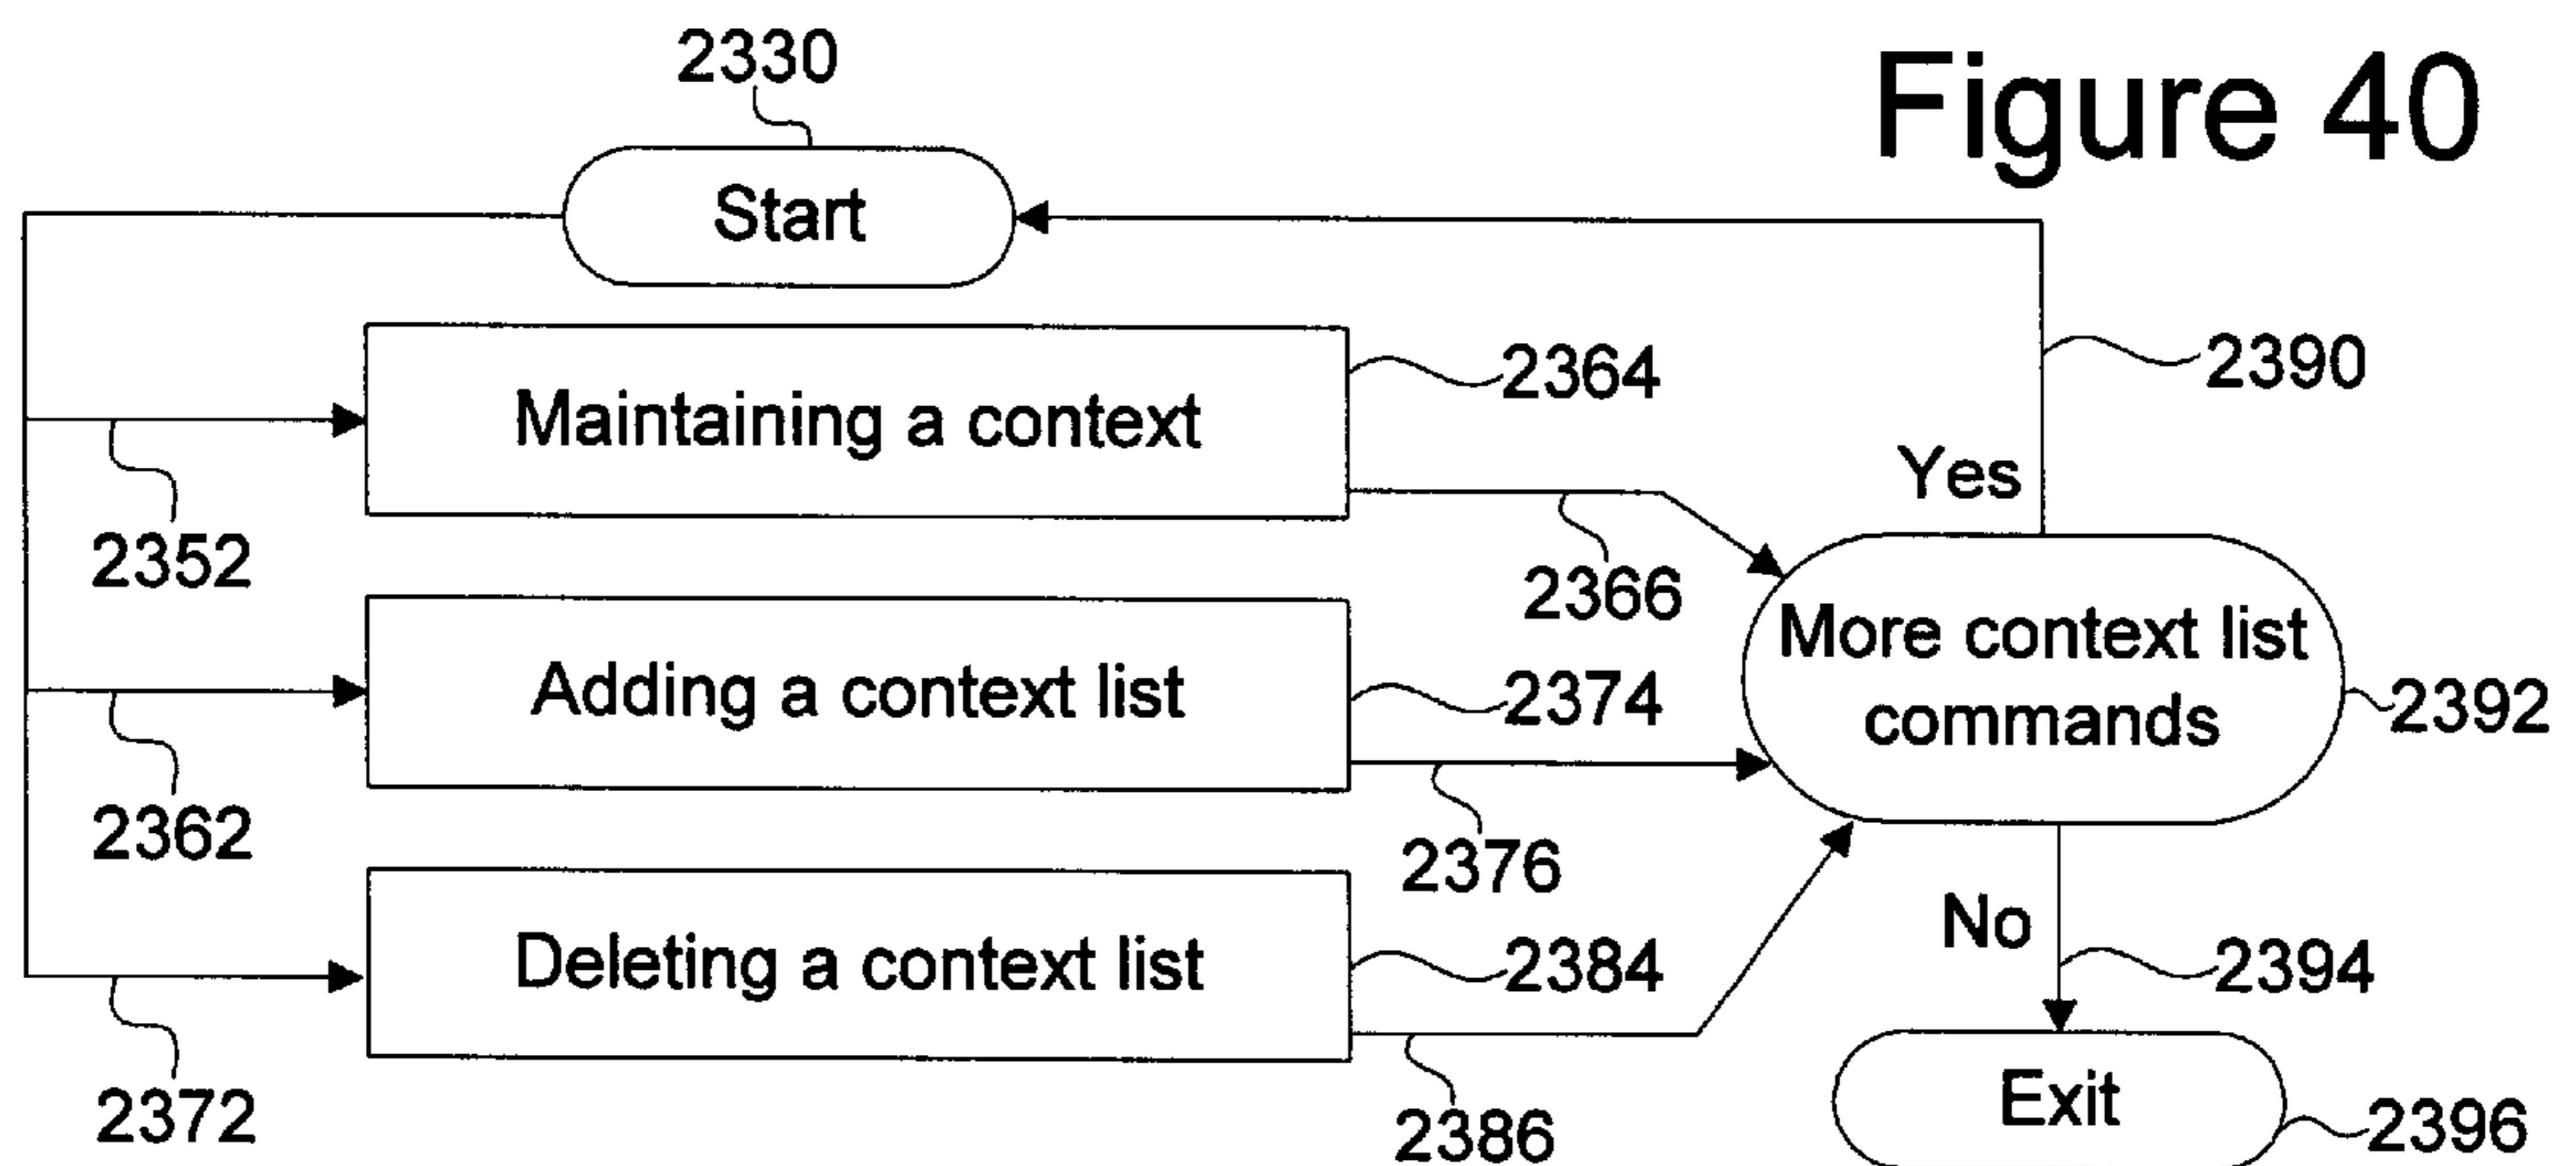 2330
Figure 40
Start
Maintaining a context
2364
2390
Yes
2352
2366
More context list
commands
2392
Adding a context list
2374
2362
2376
Deleting a context list
2384
No
2394
2372
2386
Exit
2396